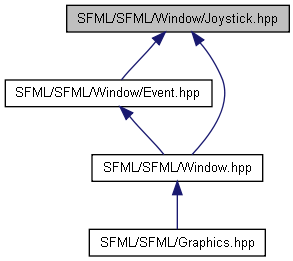 SFML/SFML/Window/Joystick.hpp
SFML/SFML/Window/Event.hpp
SFML/SFML/Window.hpp
SFML/SFML/Graphics.hpp